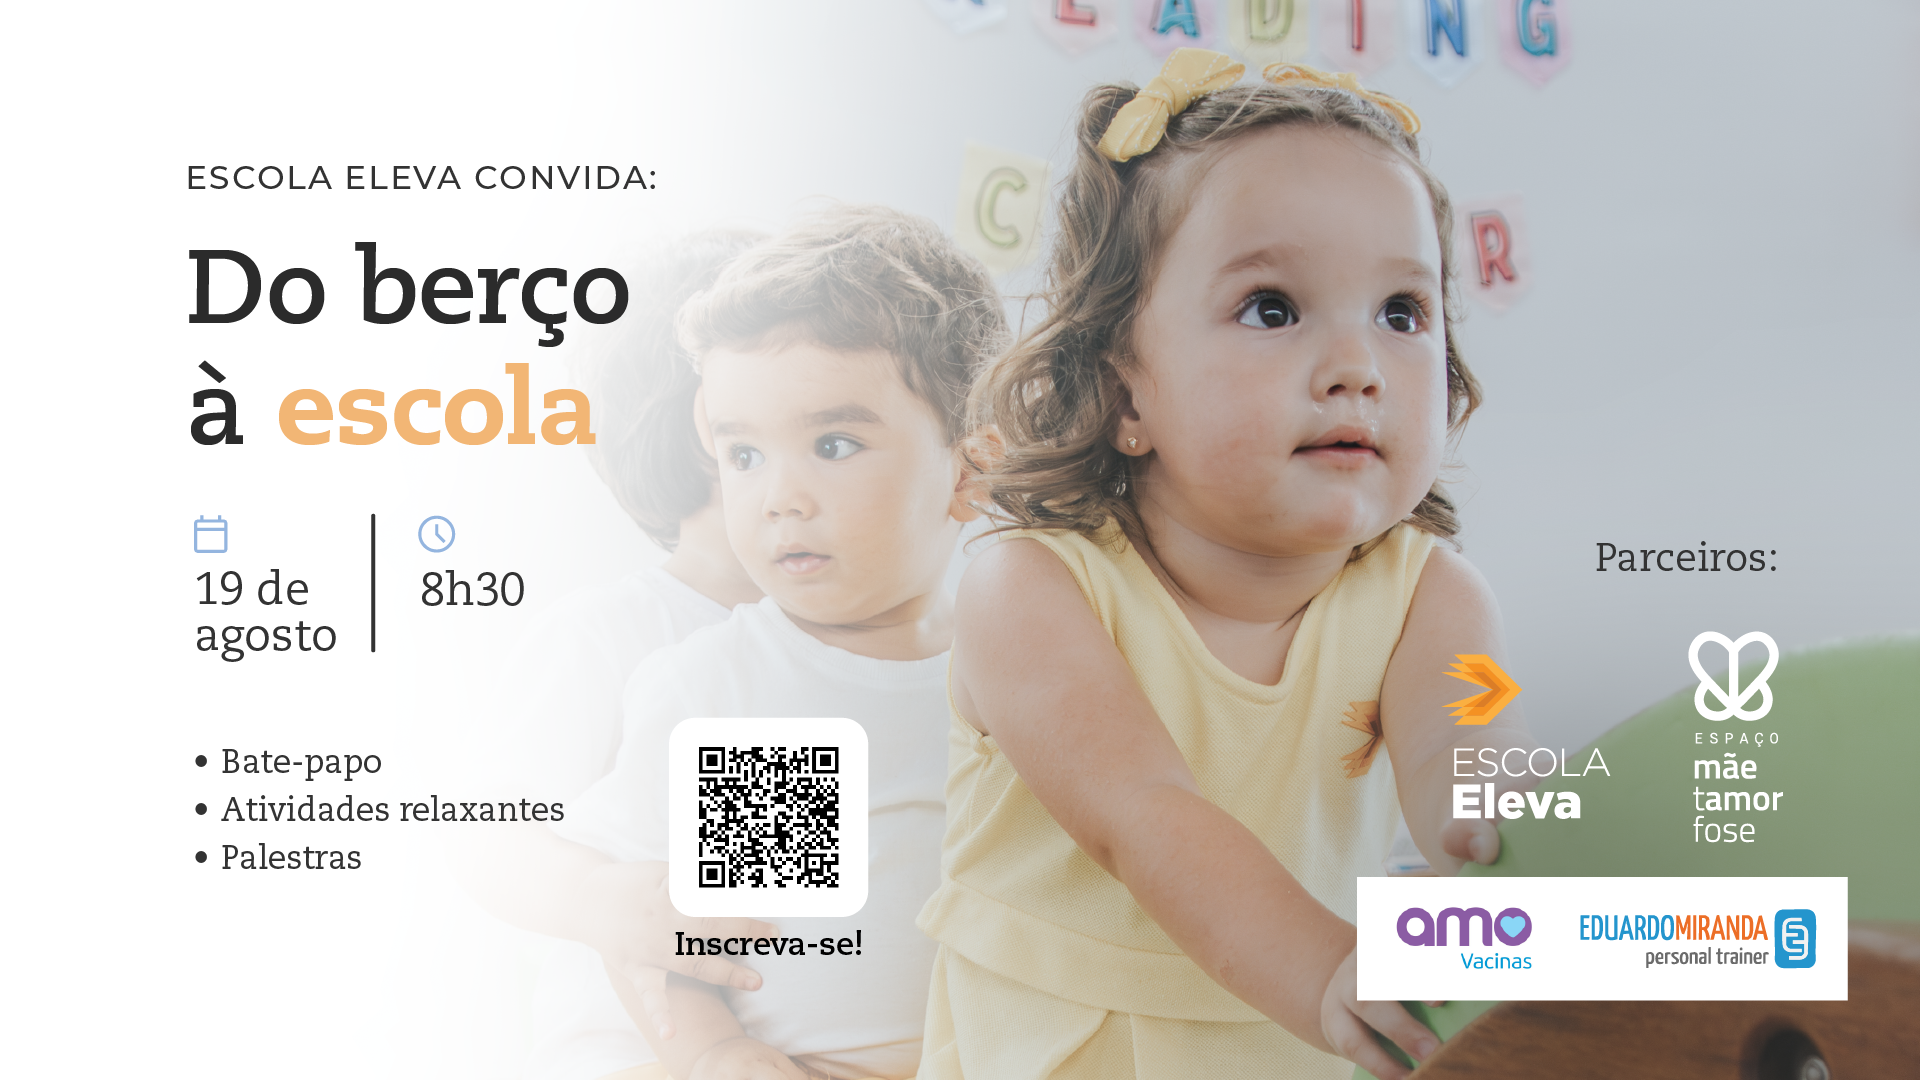 READING
C R
ESCOLA ELEVA CONVIDA:
Do berço
à escola
19 de
agosto
8h30
• Bate-papo
• Atividades relaxantes
• Palestras
Inscreva-se!
Parceiros:
ESCOLA
Eleva
ESPAÇO
mãe
tamor
fose
amo
Vacinas
EDUARDOMIRANDA
personal trainer